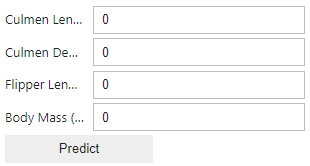 Culmen Len... 0
Culmen De... 0
Flipper Len... 0
Body Mass (... 0
Predict